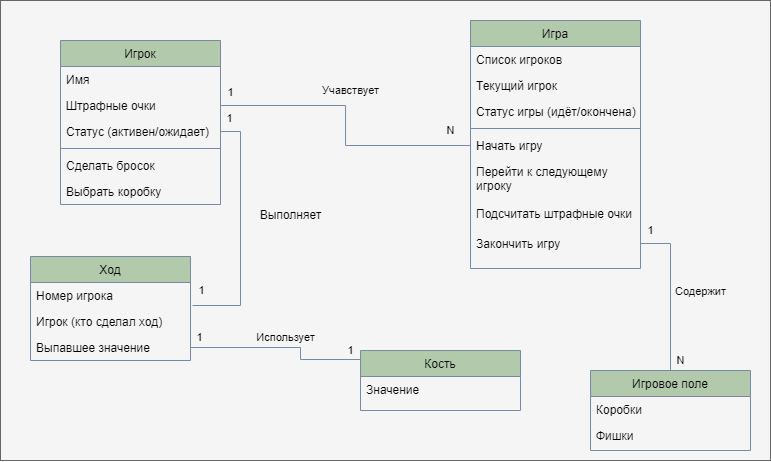 Игрок
Имя
Штрафные очки
Статус (активен/ожидает)
Сделать бросок
Выбрать коробку
1
1
Учавствует
N
Игра
Список игроков
Текущий игрок
Статус игры (идёт/окончена)
Начать игру
Перейти к следующему
игроку
Подсчитать штрафные очки
Закончить игру
1
Выполняет
Содержит
Ход
Номер игрока
Игрок (кто сделал ход)
Выпавшее значение
1
1
Использует
1
Кость
Значение
N
Игровое поле
Коробки
Фишки